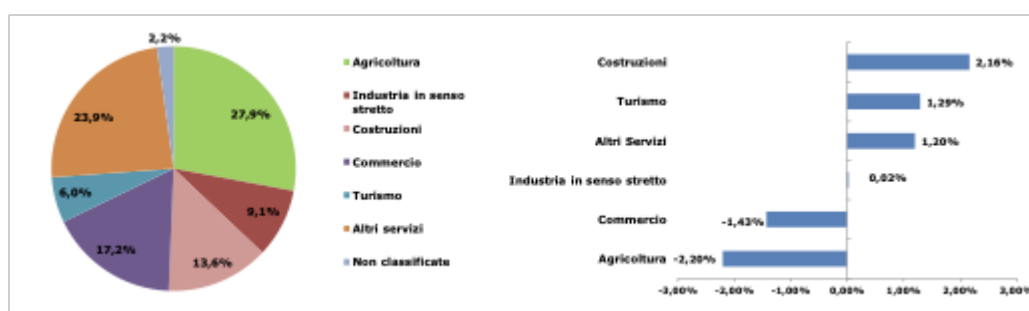 2,2%
27,9%
9,1%
13,6%
17,2%
6,0%
23,9%
Agricoltura
Industria in senso
stretto
Costruzioni
Commercio
Turismo
Altri servizi
Non classificate
Costruzioni 2,16%
Turismo 1,29%
Altri Servizi 1,20%
Industria in senso stretto 0,02%
Commercio -1,43%
Agricoltura -2,20%
-3,00% -2,00% -1,00% 0,00% 1,00% 2,00% 3,00%